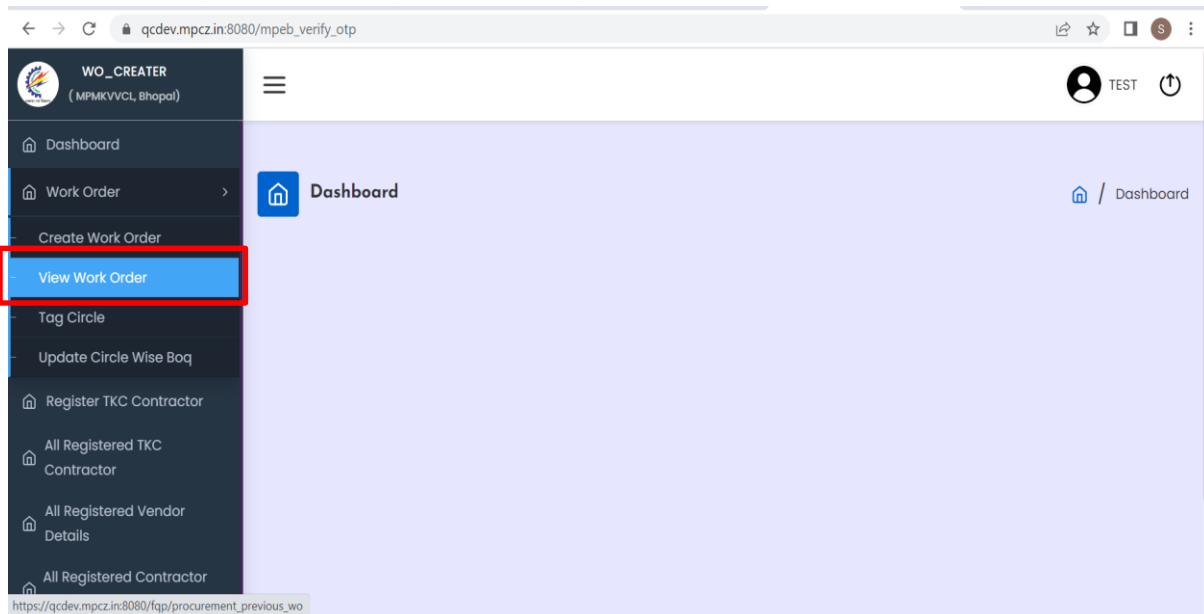 qcdev.mpcz.in:8080/mpeb_verify_otp
S
WO_CREATER
( MPMKVVCL, Bhopal)
TEST
Dashboard
Work Order
Dashboard
/ Dashboard
Create Work Order
View Work Order
Tag Circle
Update Circle Wise Boq
Register TKC Contractor
All Registered TKC
Contractor
All Registered Vendor
Details
All Registered Contractor
https://qcdev.mpcz.in:8080/fqp/procurement_previous_wo